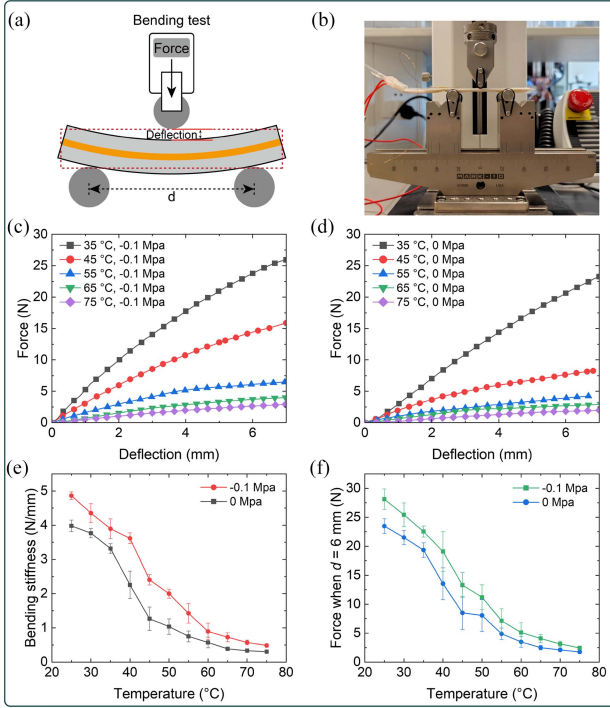 (a)
Bending test
Force
Deflection
d
(b)
MARK-10
(c)
30
25
20
15
10
5
0
Force (N)
35 °C, -0.1 Mpa
45 °C, -0.1 Mpa
55 °C, -0.1 Mpa
65 °C, -0.1 Mpa
75 °C, -0.1 Mpa
0 2 4 6
Deflection (mm)
(d)
30
25
20
15
10
5
0
Force (N)
35 °C, 0 Mpa
45 °C, 0 Mpa
55 °C, 0 Mpa
65 °C, 0 Mpa
75 °C, 0 Mpa
0 2 4 6
Deflection (mm)
(e)
5
4
3
2
1
0
Bending stiffness (N/mm)
-0.1 Mpa
0 Mpa
20 30 40 50 60 70 80
Temperature (°C)
(f)
35
30
25
20
15
10
5
0
Force when d = 6 mm (N)
-0.1 Mpa
0 Mpa
20 30 40 50 60 70 80
Temperature (°C)